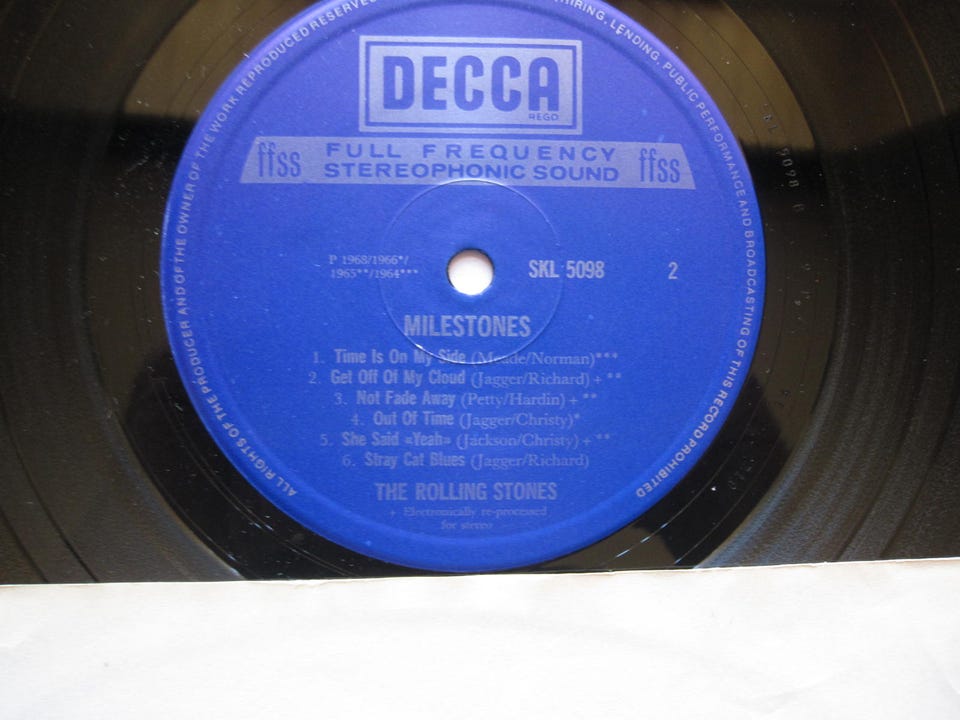 ALL RIGHTS OF THE PRODUCER AND OF THE OWNER OF THE WORK REPRODUCED RESERVED
HIRING, LENDING, PUBLIC PERFORMANCE AND BROADCASTING OF THIS RECORD PROHIBITED
DECCA
REGD
ffss FULL FREQUENCY STEREOPHONIC SOUND ffss
P 1968/1966*/
1965**/1964***
SKL 5098 2
MILESTONES
1. Time Is On My Side (Meade/Norman)***
2. Get Off Of My Cloud (Jagger/Richard) + **
3. Not Fade Away (Petty/Hardin) + **
4. Out Of Time (Jagger/Christy)*
5. She Said «Yeah» (Jackson/Christy) + **
6. Stray Cat Blues (Jagger/Richard)
THE ROLLING STONES
+ Electronically re-processed
for stereo